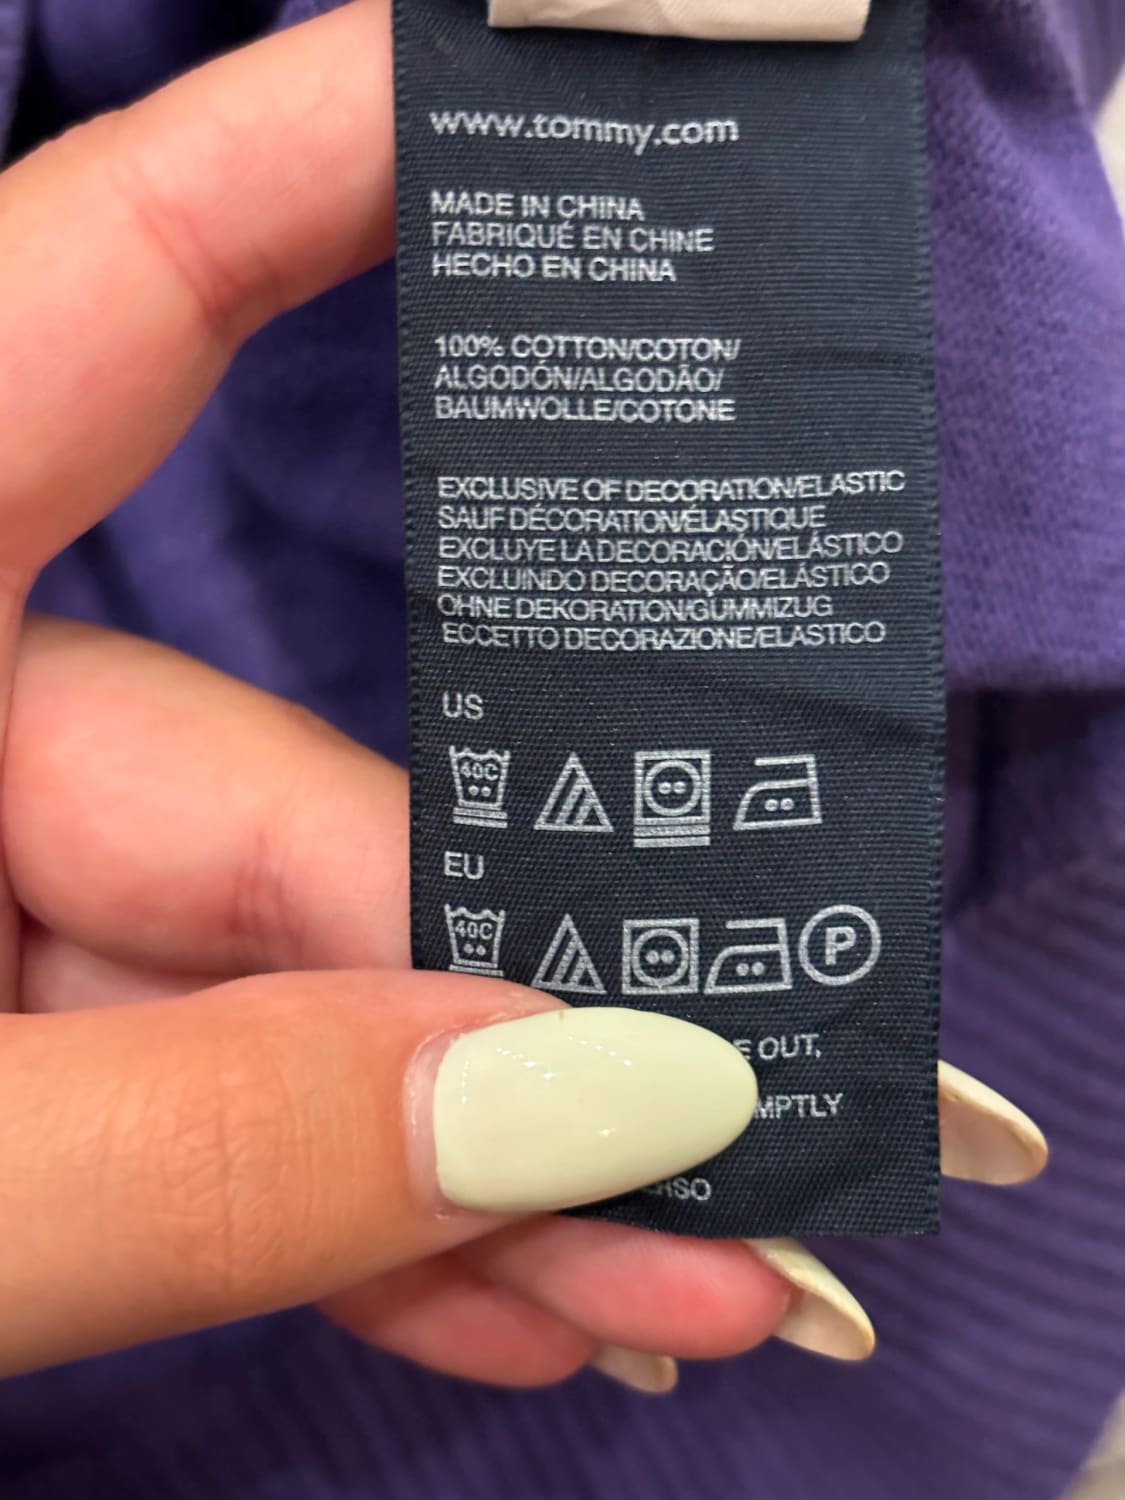 www.tommy.com
MADE IN CHINA
FABRIQUÉ EN CHINE
HECHO EN CHINA
100% COTTON/COTON/
ALGODÓN/ALGODÃO/
BAUMWOLLE/COTONE
EXCLUSIVE OF DECORATION/ELASTIC
SAUF DÉCORATION/ÉLASTIQUE
EXCLUYE LA DECORACIÓN/ELÁSTICO
EXCLUINDO DECORAÇÃO/ELÁSTICO
OHNE DEKORATION/GUMMIZUG
ECCETTO DECORAZIONE/ELASTICO
US
40C
EU
40C
P
OUT,